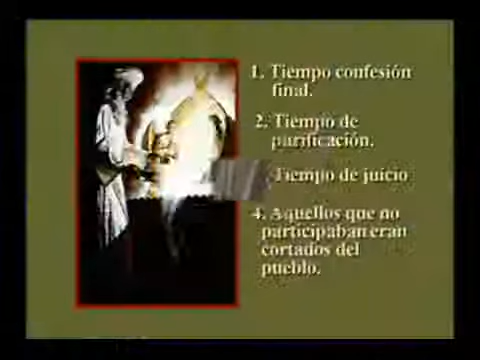 1. Tiempo confesión
final.
2. Tiempo de
purificación.
Tiempo de juicio
4. Aquellos que no
participaban eran
cortados del
pueblo.